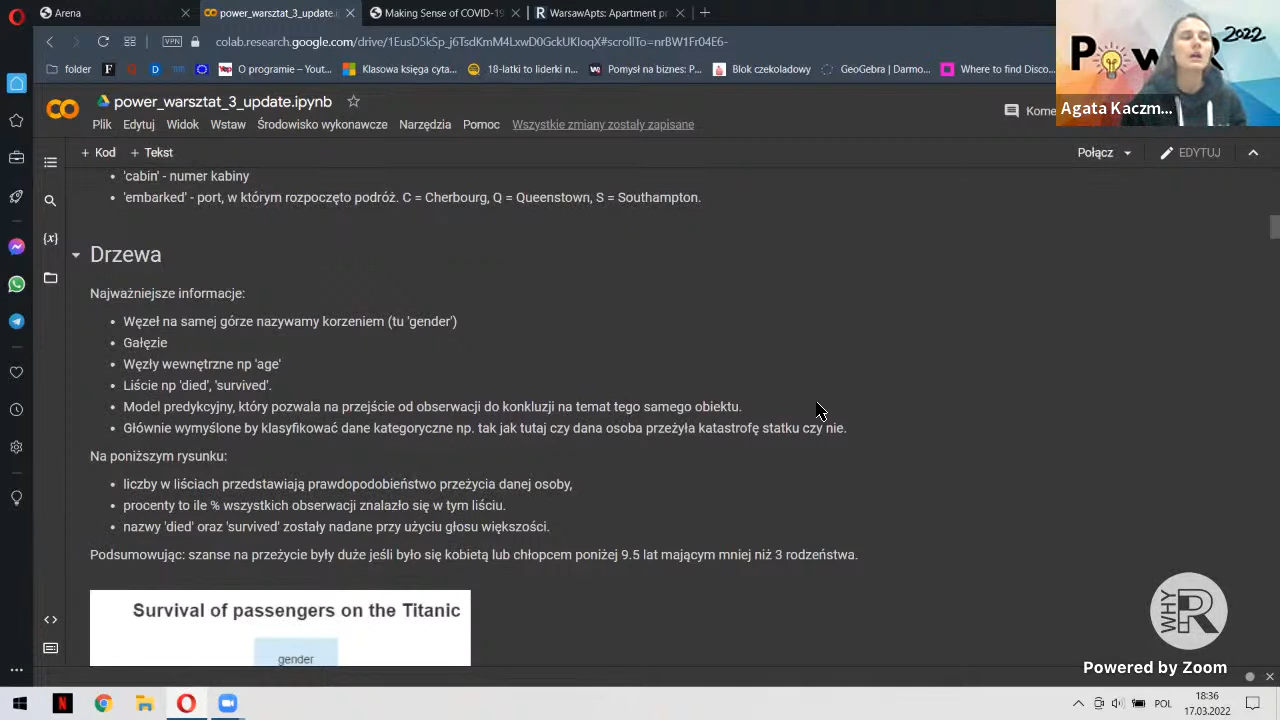 Arena
power_warsztat_3_update.ip
Making Sense of COVID-19
WarsawApts: Apartment pr
colab.research.google.com/drive/1EusD5kSp_j6TsdKmM4LxwD0GckUKIoqX#scrollTo=nrBW1Fr04E6-
VPN
folder
O programie – Yout...
Klasowa księga cyta...
18-latki to liderki n...
Pomysł na biznes: P...
Blok czekoladowy
GeoGebra | Darmo...
Where to find Disco...
PowR 2022
Agata Kaczm...
power_warsztat_3_update.ipynb
Plik Edytuj Widok Wstaw Środowisko wykonawcze Narzędzia Pomoc Wszystkie zmiany zostały zapisane
Kome
+ Kod + Tekst
Połącz
EDYTUJ
'cabin' - numer kabiny
'embarked' - port, w którym rozpoczęto podróż. C = Cherbourg, Q = Queenstown, S = Southampton.
Drzewa
Najważniejsze informacje:
Węzeł na samej górze nazywamy korzeniem (tu 'gender')
Gałęzie
Węzły wewnętrzne np 'age'
Liście np 'died', 'survived'.
Model predykcyjny, który pozwala na przejście od obserwacji do konkluzji na temat tego samego obiektu.
Głównie wymyślone by klasyfikować dane kategoryczne np. tak jak tutaj czy dana osoba przeżyła katastrofę statku czy nie.
Na poniższym rysunku:
liczby w liściach przedstawiają prawdopodobieństwo przeżycia danej osoby,
procenty to ile % wszystkich obserwacji znalazło się w tym liściu.
nazwy 'died' oraz 'survived' zostały nadane przy użyciu głosu większości.
Podsumowując: szanse na przeżycie były duże jeśli było się kobietą lub chłopcem poniżej 9.5 lat mającym mniej niż 3 rodzeństwa.
Survival of passengers on the Titanic
gender
WHY R
Powered by Zoom
POL
18:36
17.03.2022